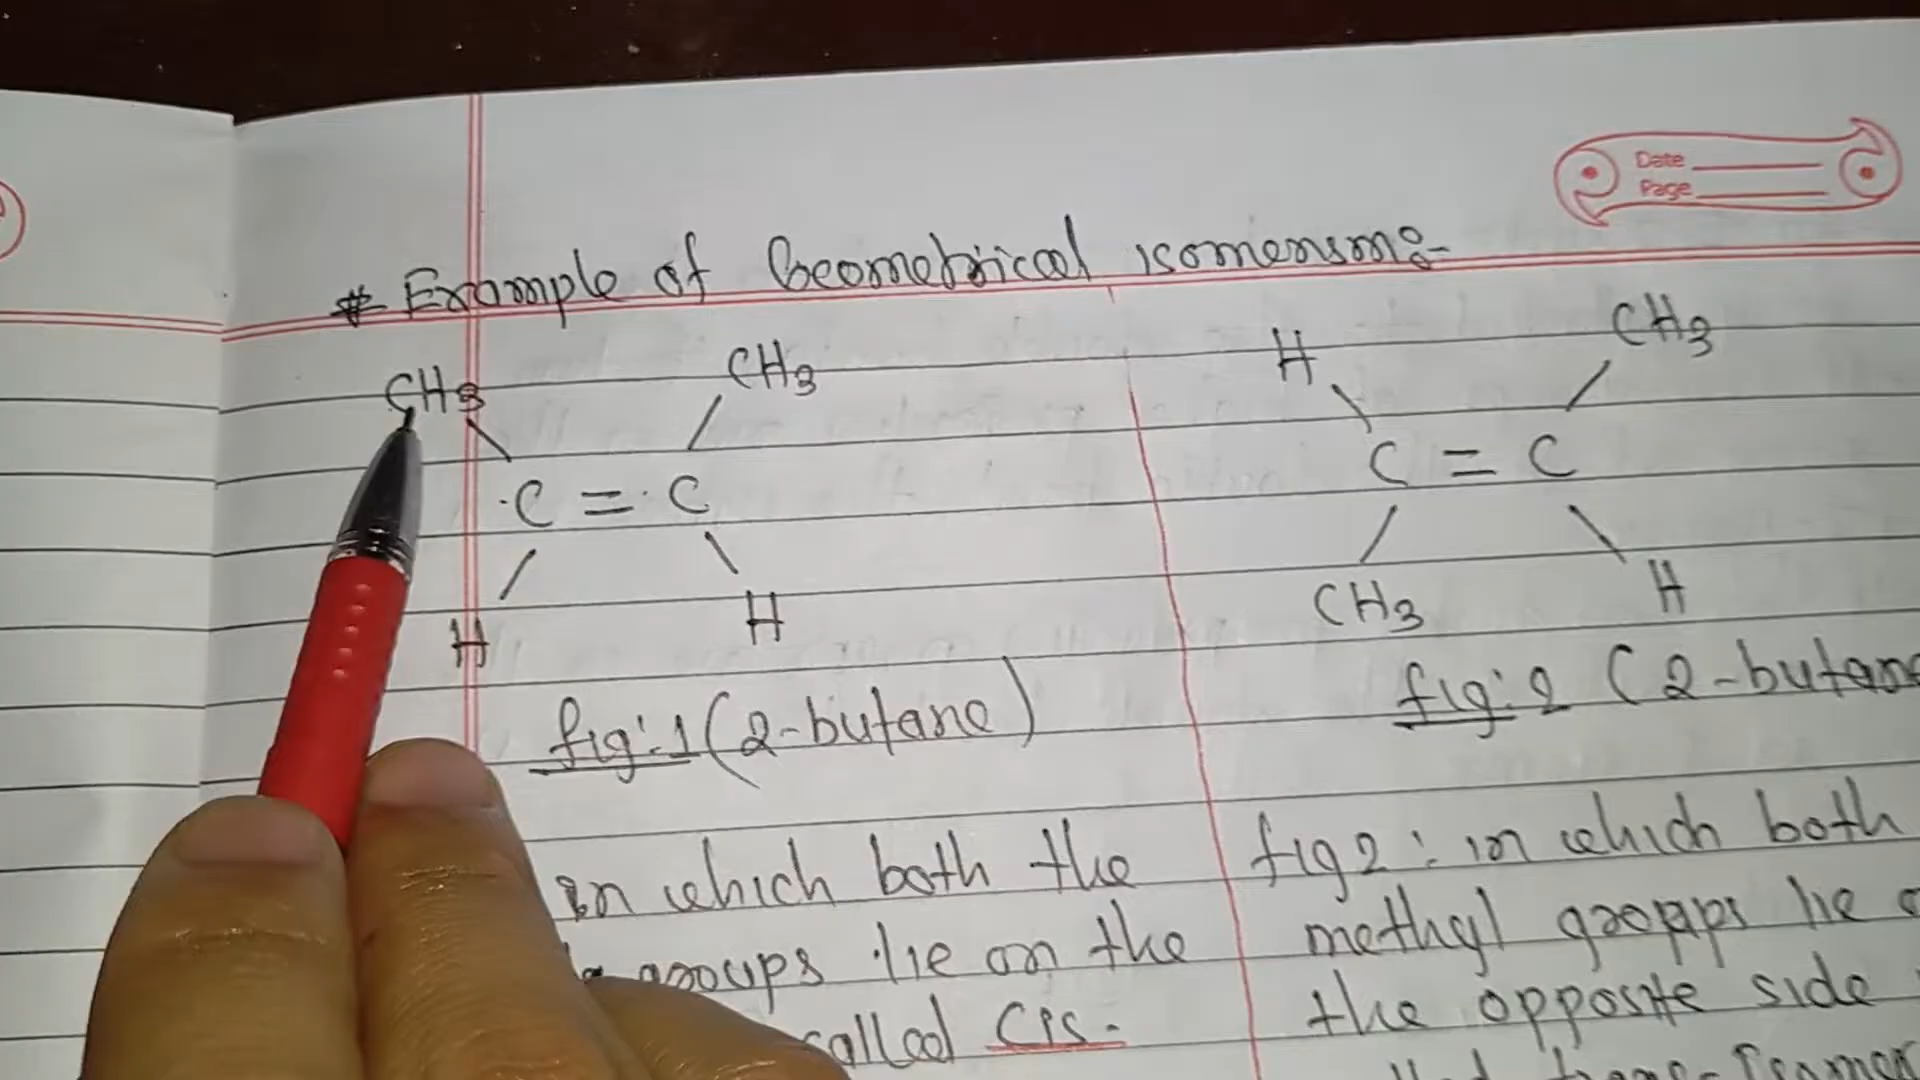 Date
Page
# Example of Geometrical isomerism:-
CH3 CH3
C = C
H H
fig:1 (2-butane)
H CH3
C = C
CH3 H
fig:2 (2-butane
in which both the
groups lie on the
called Cis.
fig 2: in which both
methyl groups lie
the opposite side